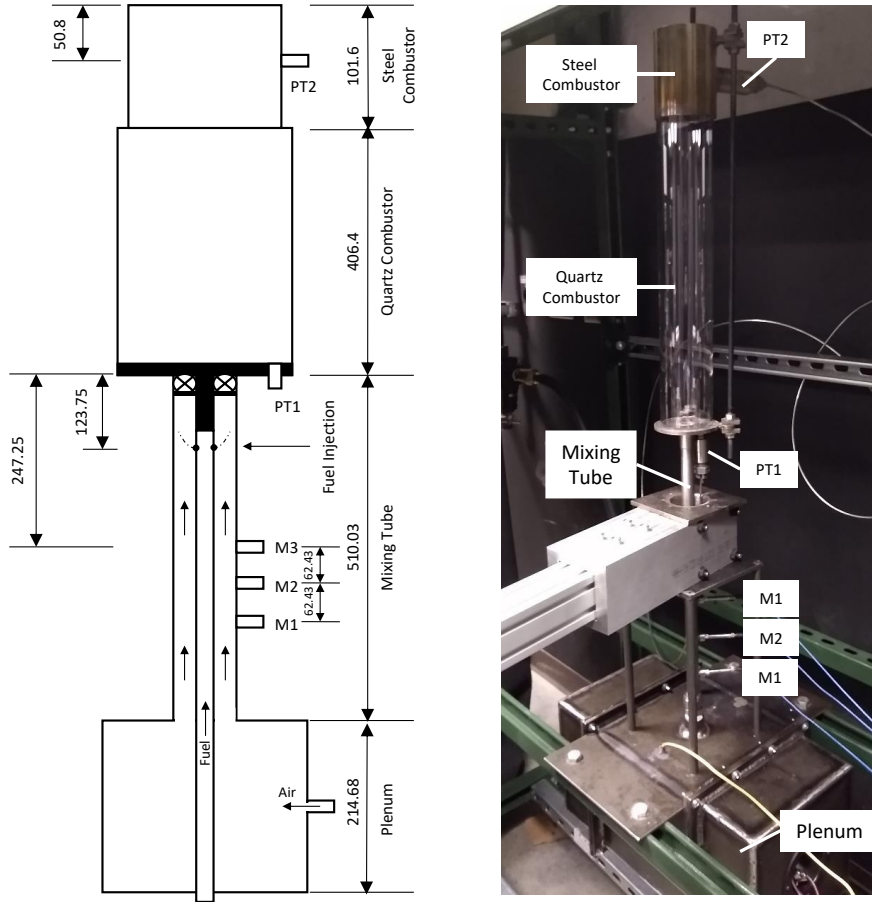 50.8
PT2
101.6
Steel
Combustor
406.4
Quartz Combustor
PT1
247.25
123.75
Fuel Injection
M3
62.43
M2
62.43
M1
510.03
Mixing Tube
Fuel
Air
214.68
Plenum
PT2
Steel
Combustor
Quartz
Combustor
Mixing
Tube
PT1
M1
M2
M1
Plenum